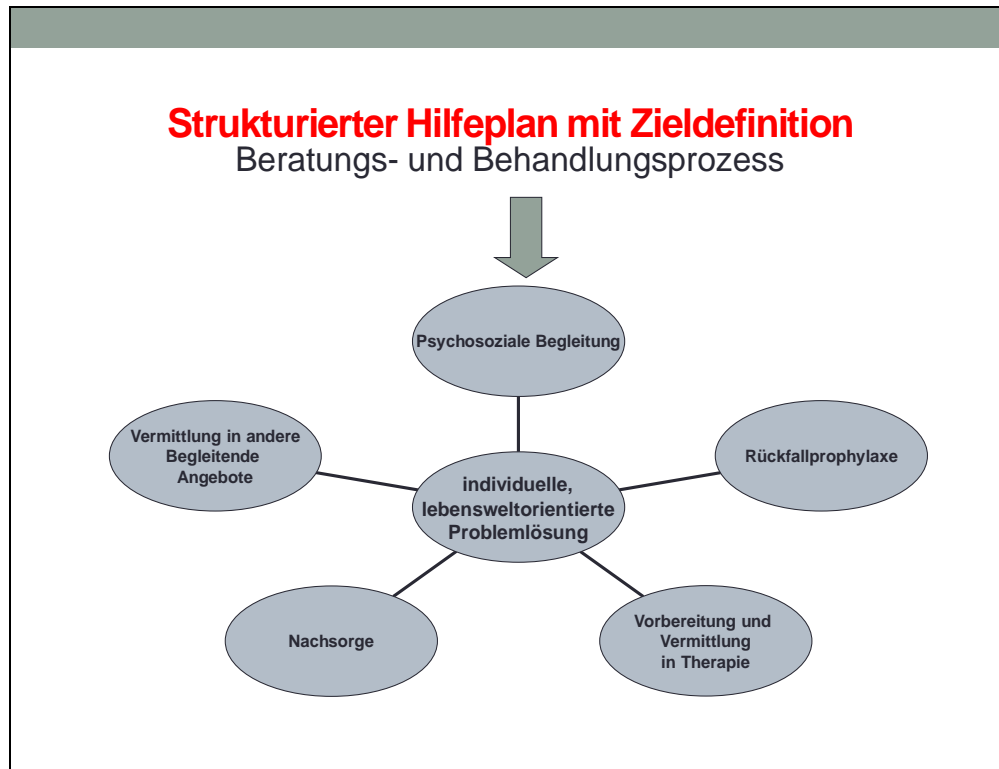 Strukturierter Hilfeplan mit Zieldefinition
Beratungs- und Behandlungsprozess
Psychosoziale Begleitung
Vermittlung in andere
Begleitende
Angebote
Rückfallprophylaxe
individuelle,
lebensweltorientierte
Problemlösung
Nachsorge
Vorbereitung und
Vermittlung
in Therapie